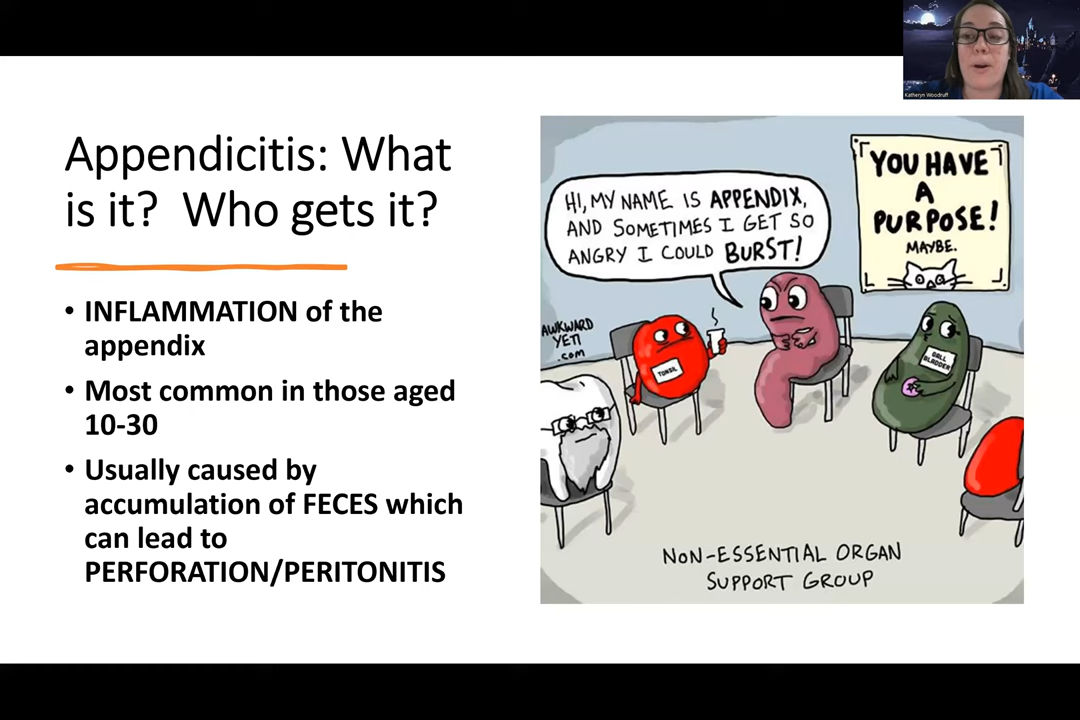 Katheryn Woodruff
Appendicitis: What
is it?  Who gets it?
• INFLAMMATION of the
appendix
• Most common in those aged
10-30
• Usually caused by
accumulation of FECES which
can lead to
PERFORATION/PERITONITIS
HI, MY NAME IS APPENDIX,
AND SOMETIMES I GET SO
ANGRY I COULD BURST!
YOU HAVE
A
PURPOSE!
MAYBE.
AWKWARD
YETI
.COM
TONSIL
GALL
BLADDER
NON-ESSENTIAL ORGAN
SUPPORT GROUP